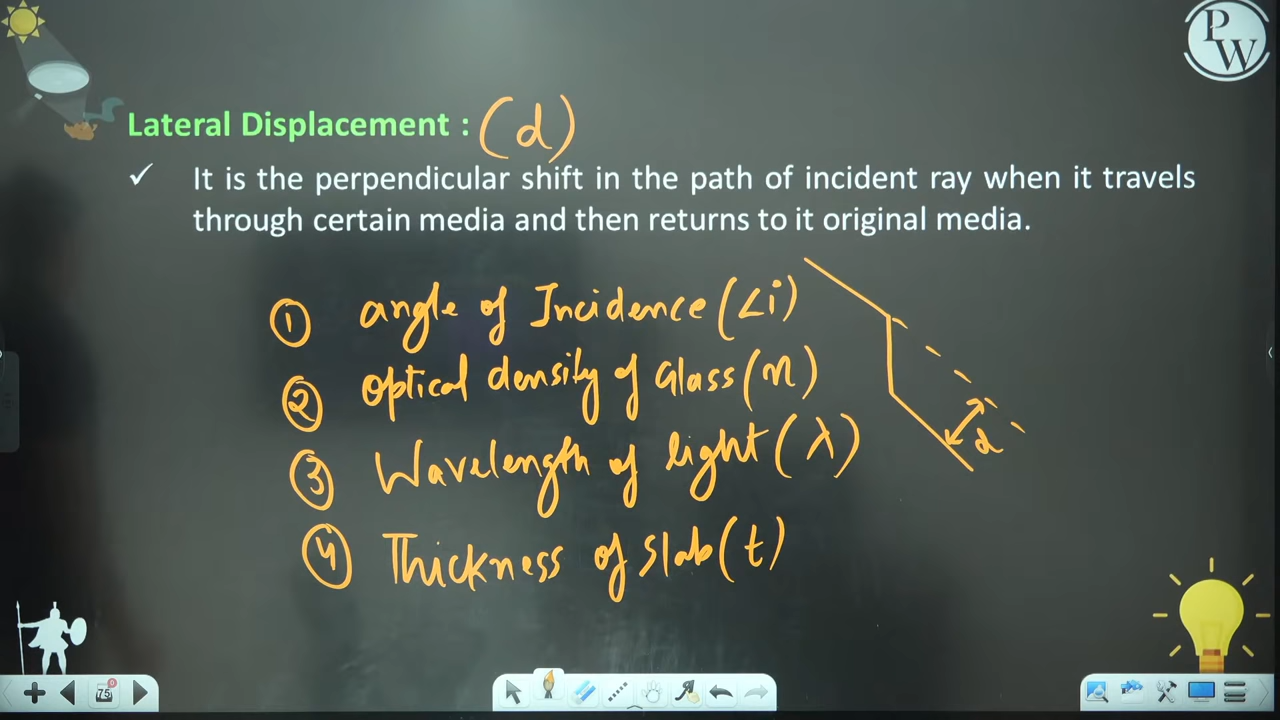 PW
Lateral Displacement : (d)
✓ It is the perpendicular shift in the path of incident ray when it travels
through certain media and then returns to it original media.
① angle of Incidence (∠i)
② optical density of Glass (n)
③ Wavelength of light (λ)
④ Thickness of Slab (t)
d
75